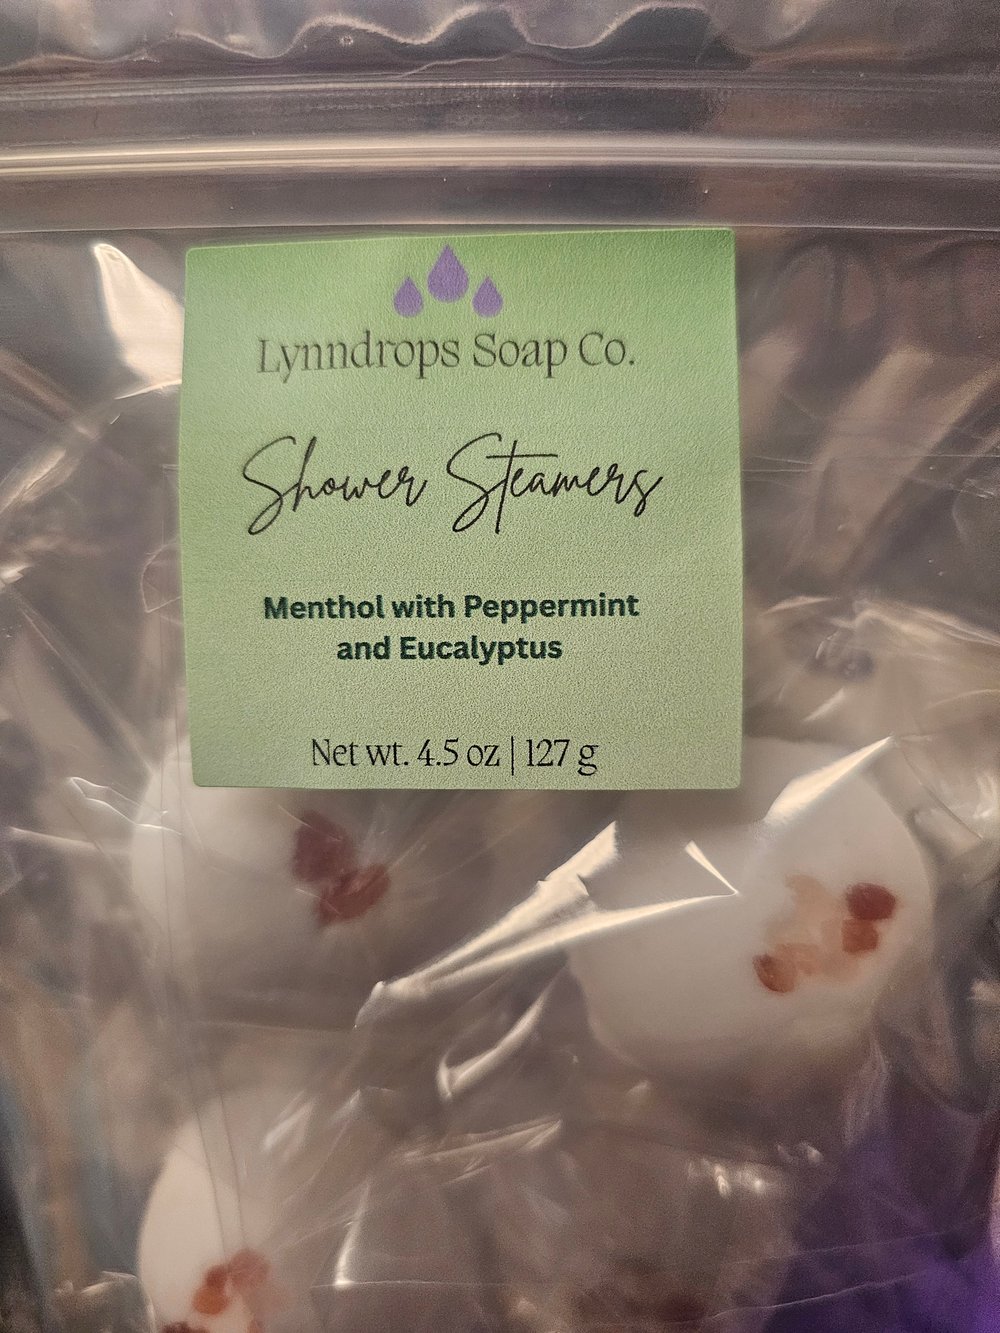 Lynndrops Soap Co.
Shower Steamers
Menthol with Peppermint
and Eucalyptus
Net wt. 4.5 oz | 127 g